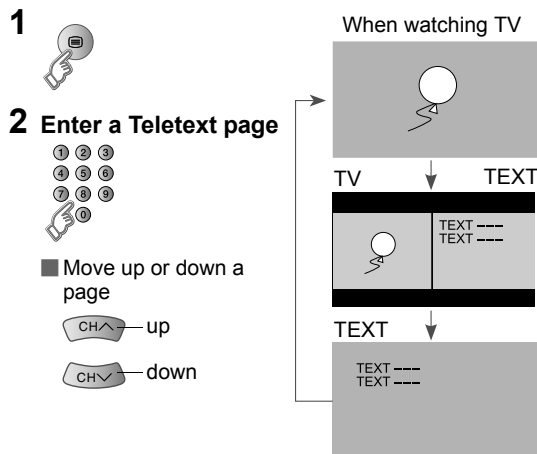 1
2 Enter a Teletext page
1 2 3
4 5 6
7 8 9
0
Move up or down a
page
CH up
CH down
When watching TV
TV TEXT
TEXT ---
TEXT ---
TEXT
TEXT ---
TEXT ---